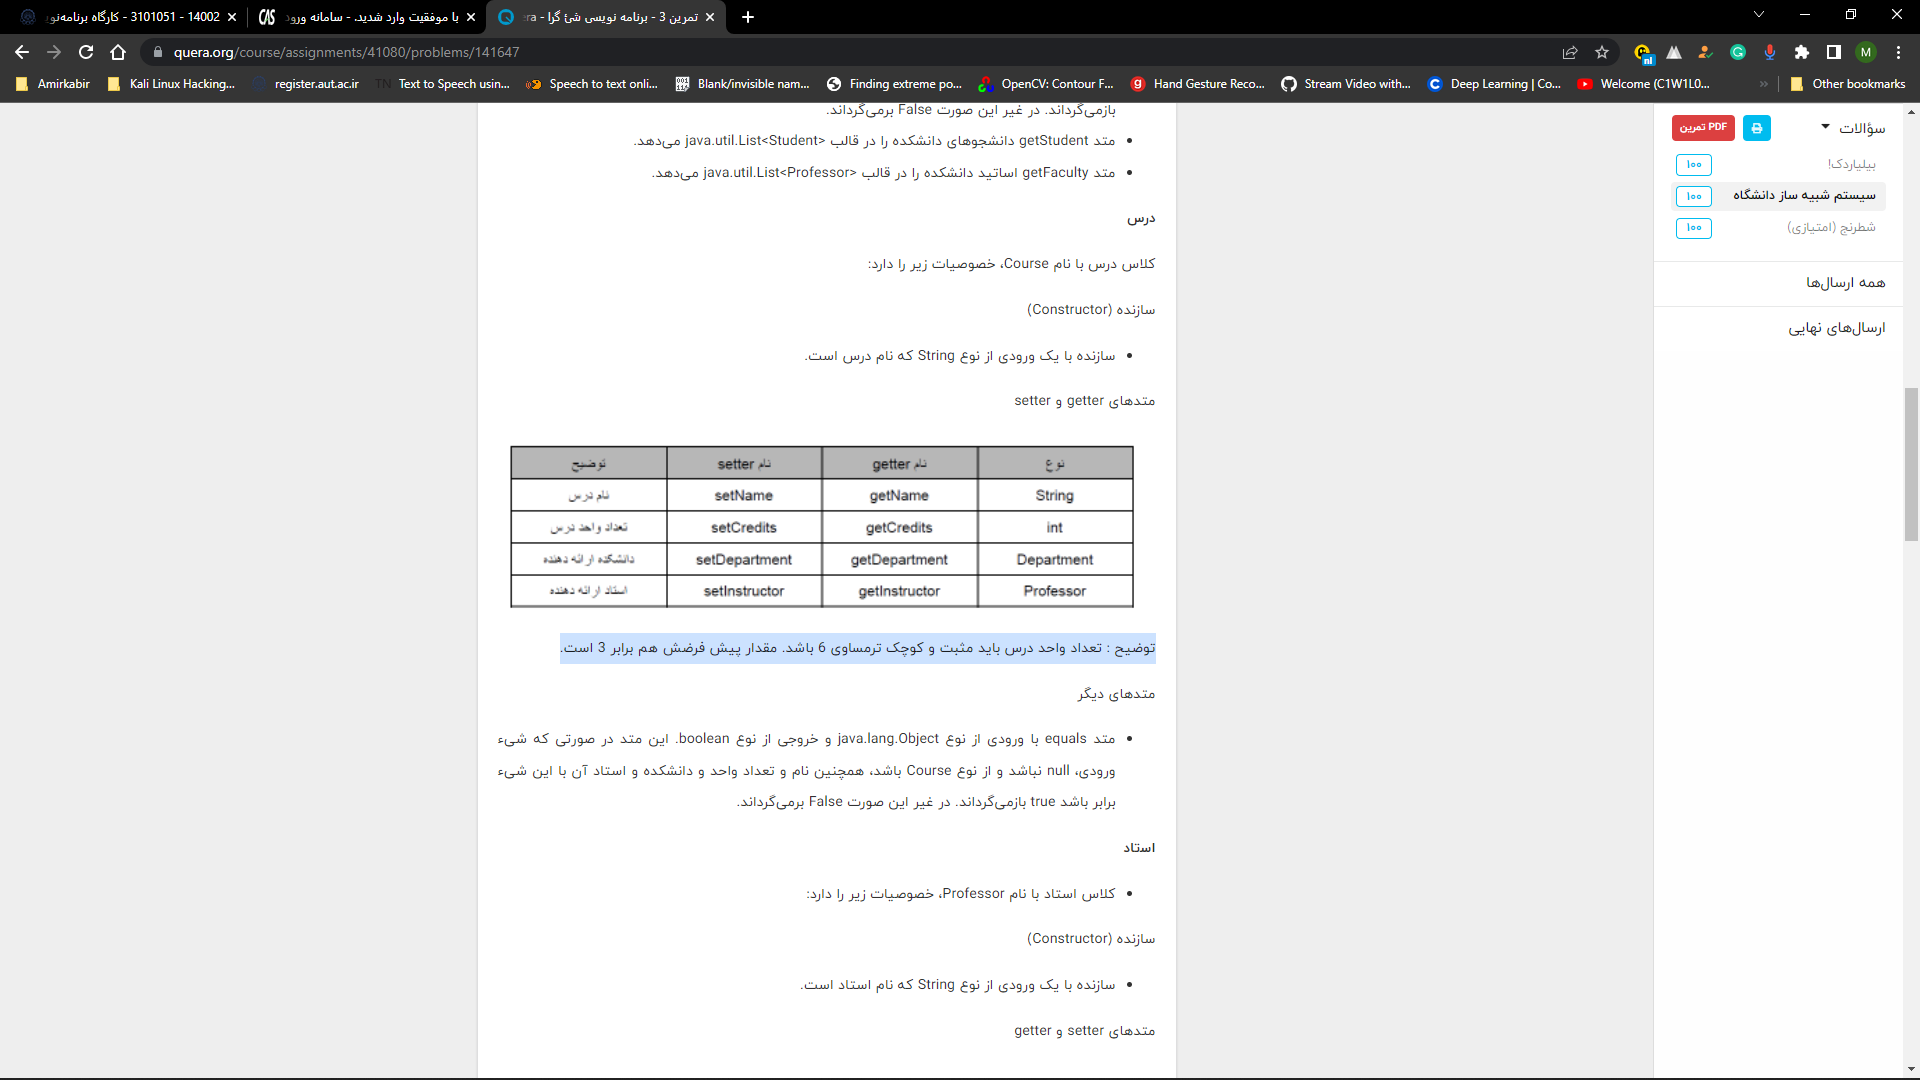 14002 - 3101051 - کارگاه برنامه‌نو
با موفقیت وارد شدید. - سامانه ورود
تمرین 3 - برنامه نویسی شئ گرا - era
quera.org/course/assignments/41080/problems/141647
nl
M
Amirkabir
Kali Linux Hacking...
register.aut.ac.ir
TN Text to Speech usin...
Speech to text onli...
Blank/invisible nam...
Finding extreme po...
OpenCV: Contour F...
Hand Gesture Reco...
Stream Video with...
Deep Learning | Co...
Welcome (C1W1L0...
Other bookmarks
بازمی‌گرداند. در غیر این صورت False برمی‌گرداند.
متد getStudent دانشجوهای دانشکده را در قالب java.util.List<Student> می‌دهد.
متد getFaculty اساتید دانشکده را در قالب java.util.List<Professor> می‌دهد.
درس
کلاس درس با نام Course، خصوصیات زیر را دارد:
سازنده (Constructor)
سازنده با یک ورودی از نوع String که نام درس است.
متدهای getter و setter
نوع نام getter نام setter توضیح
String getName setName نام درس
int getCredits setCredits تعداد واحد درس
Department getDepartment setDepartment دانشکده ارائه دهنده
Professor getInstructor setInstructor استاد ارائه دهنده
توضیح : تعداد واحد درس باید مثبت و کوچک ترمساوی 6 باشد. مقدار پیش فرضش هم برابر 3 است.
متدهای دیگر
متد equals با ورودی از نوع java.lang.Object و خروجی از نوع boolean. این متد در صورتی که شیء
ورودی، null نباشد و از نوع Course باشد، همچنین نام و تعداد واحد و دانشکده و استاد آن با این شیء
برابر باشد true بازمی‌گرداند. در غیر این صورت False برمی‌گرداند.
استاد
کلاس استاد با نام Professor، خصوصیات زیر را دارد:
سازنده (Constructor)
سازنده با یک ورودی از نوع String که نام استاد است.
متدهای setter و getter
سؤالات
PDF تمرین
بیلیاردک! ۱۰۰
سیستم شبیه ساز دانشگاه ۱۰۰
شطرنج (امتیازی) ۱۰۰
همه ارسال‌ها
ارسال‌های نهایی